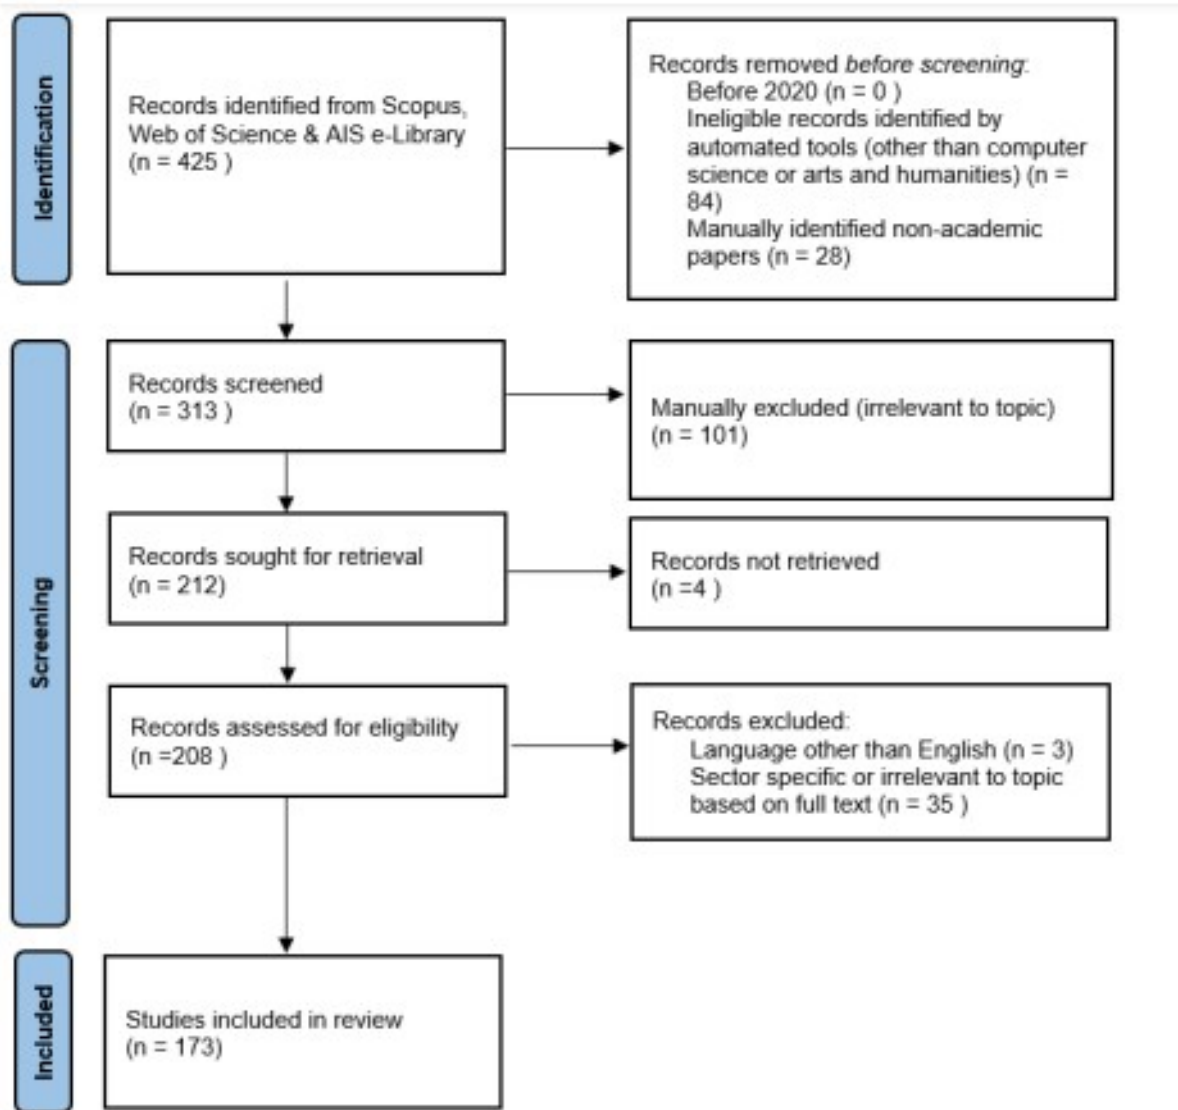 Identification
Records identified from Scopus,
Web of Science & AIS e-Library
(n = 425 )
Records removed before screening:
Before 2020 (n = 0 )
Ineligible records identified by
automated tools (other than computer
science or arts and humanities) (n =
84)
Manually identified non-academic
papers (n = 28)
Screening
Records screened
(n = 313 )
Manually excluded (irrelevant to topic)
(n = 101)
Records sought for retrieval
(n = 212)
Records not retrieved
(n =4 )
Records assessed for eligibility
(n =208 )
Records excluded:
Language other than English (n = 3)
Sector specific or irrelevant to topic
based on full text (n = 35 )
Included
Studies included in review
(n = 173)